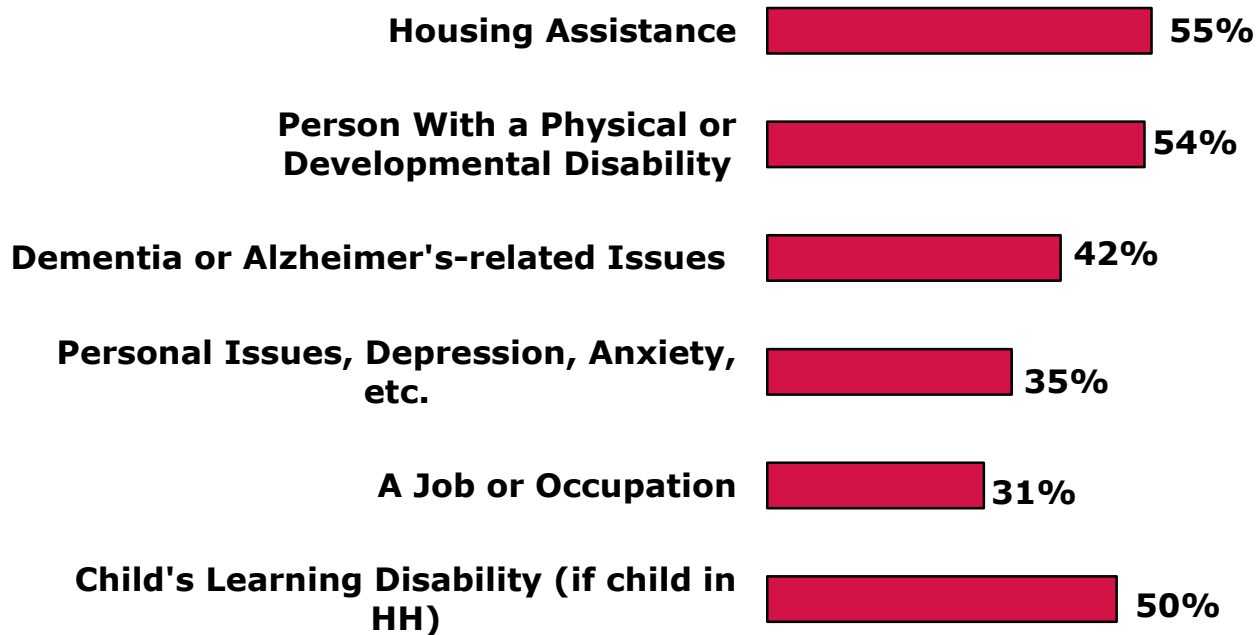 Housing Assistance 55%
Person With a Physical or
Developmental Disability 54%
Dementia or Alzheimer's-related Issues 42%
Personal Issues, Depression, Anxiety,
etc. 35%
A Job or Occupation 31%
Child's Learning Disability (if child in
HH) 50%